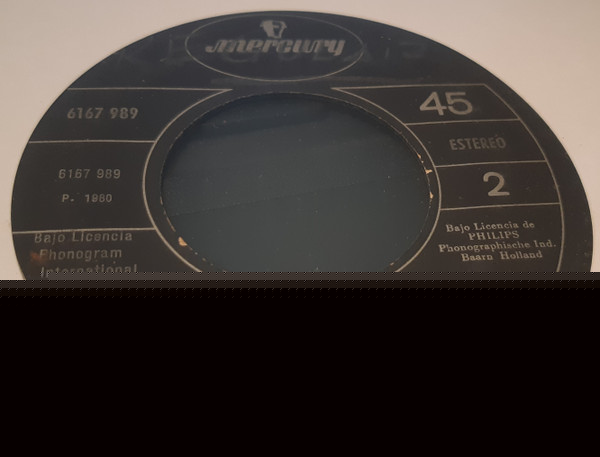 mercury
6167 989
6167 989
P. 1980
Bajo Licencia
Phonogram
International
45
ESTEREO
2
Bajo Licencia de
PHILIPS
Phonographische Ind.
Baarn Holland